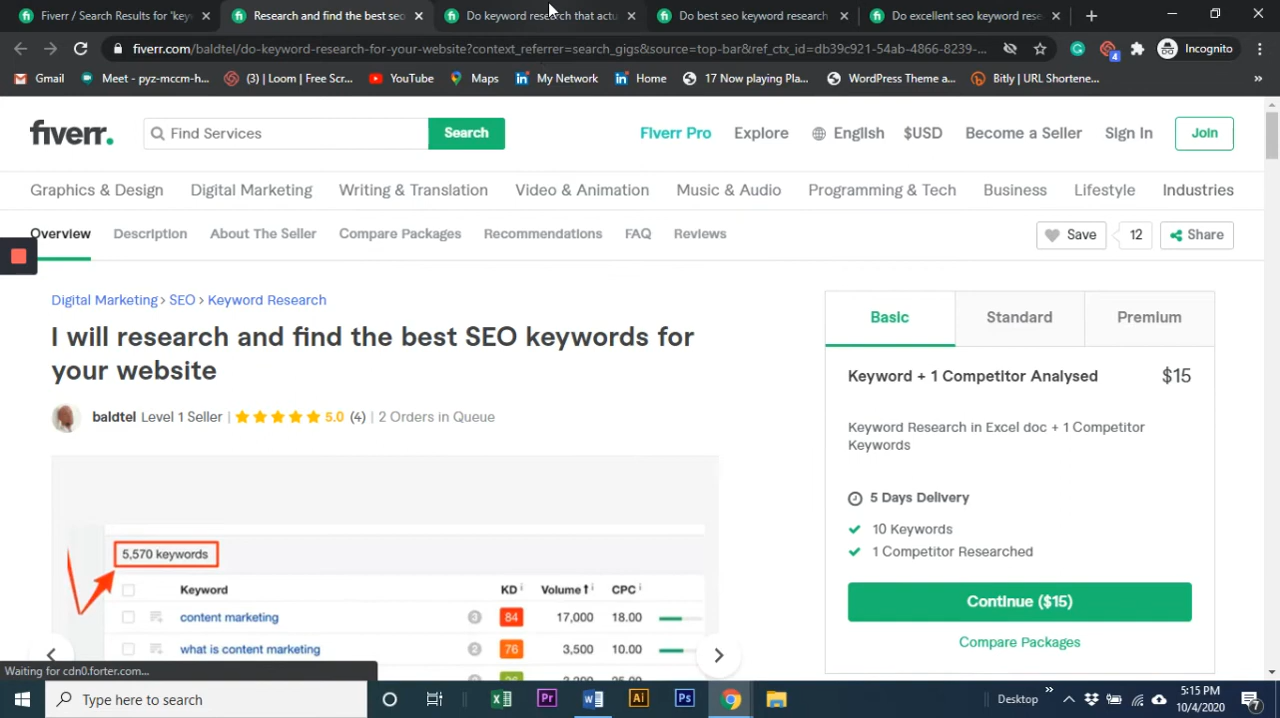 Fiverr / Search Results for 'key
Research and find the best seo
Do keyword research that actu
Do best seo keyword research
Do excellent seo keyword rese
fiverr.com/baldtel/do-keyword-research-for-your-website?context_referrer=search_gigs&source=top-bar&ref_ctx_id=db39c921-54ab-4866-8239-...
4
Incognito
Gmail
Meet - pyz-mccm-h...
(3) | Loom | Free Scr...
YouTube
Maps
My Network
Home
17 Now playing Pla...
WordPress Theme a...
Bitly | URL Shortene...
»
fiverr.
Find Services
Search
Fiverr Pro
Explore
English
$USD
Become a Seller
Sign In
Join
Graphics & Design
Digital Marketing
Writing & Translation
Video & Animation
Music & Audio
Programming & Tech
Business
Lifestyle
Industries
Overview
Description
About The Seller
Compare Packages
Recommendations
FAQ
Reviews
Save
12
Share
Digital Marketing › SEO › Keyword Research
I will research and find the best SEO keywords for
your website
baldtel Level 1 Seller | 5.0 (4) | 2 Orders in Queue
Basic
Standard
Premium
Keyword + 1 Competitor Analysed $15
Keyword Research in Excel doc + 1 Competitor
Keywords
5 Days Delivery
10 Keywords
1 Competitor Researched
Continue ($15)
Compare Packages
5,570 keywords
Keyword KD Volume CPC
content marketing 3 84 17,000 18.00
what is content marketing 2 76 3,500 10.00
Waiting for cdn0.forter.com...
Type here to search
Pr
Ai
Ps
Desktop
»
5:15 PM
10/4/2020
7